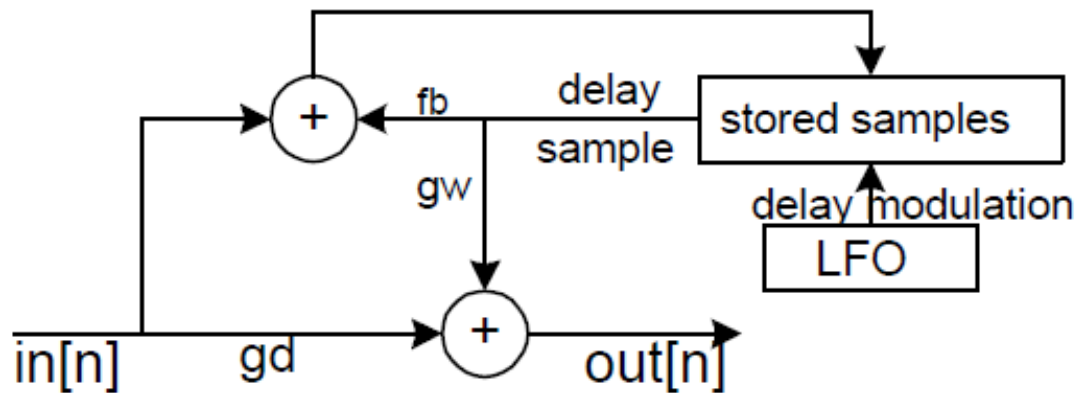 +
fb
delay
sample
stored samples
gw
delay modulation
LFO
+
in[n]
gd
out[n]